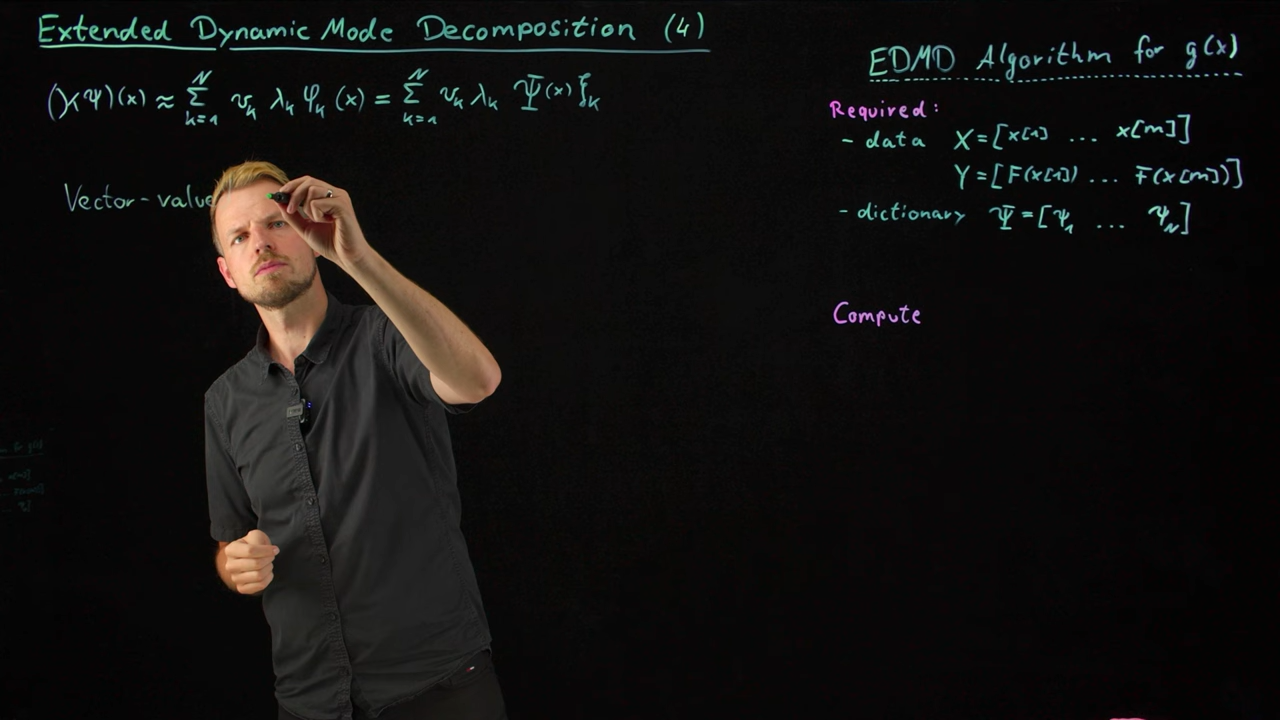 Extended Dynamic Mode Decomposition (4)
(𝒦ψ)(x) ≈ Σ_{k=1}^{N} v_k λ_k φ_k (x) = Σ_{k=1}^{N} v_k λ_k Ψ(x) ξ_k
Vector-value
EDMD Algorithm for g(x)
Required:
- data X=[x[1] ... x[m]]
Y=[F(x[1]) ... F(x[m])]
- dictionary Ψ=[ψ_1 ... ψ_N]
Compute